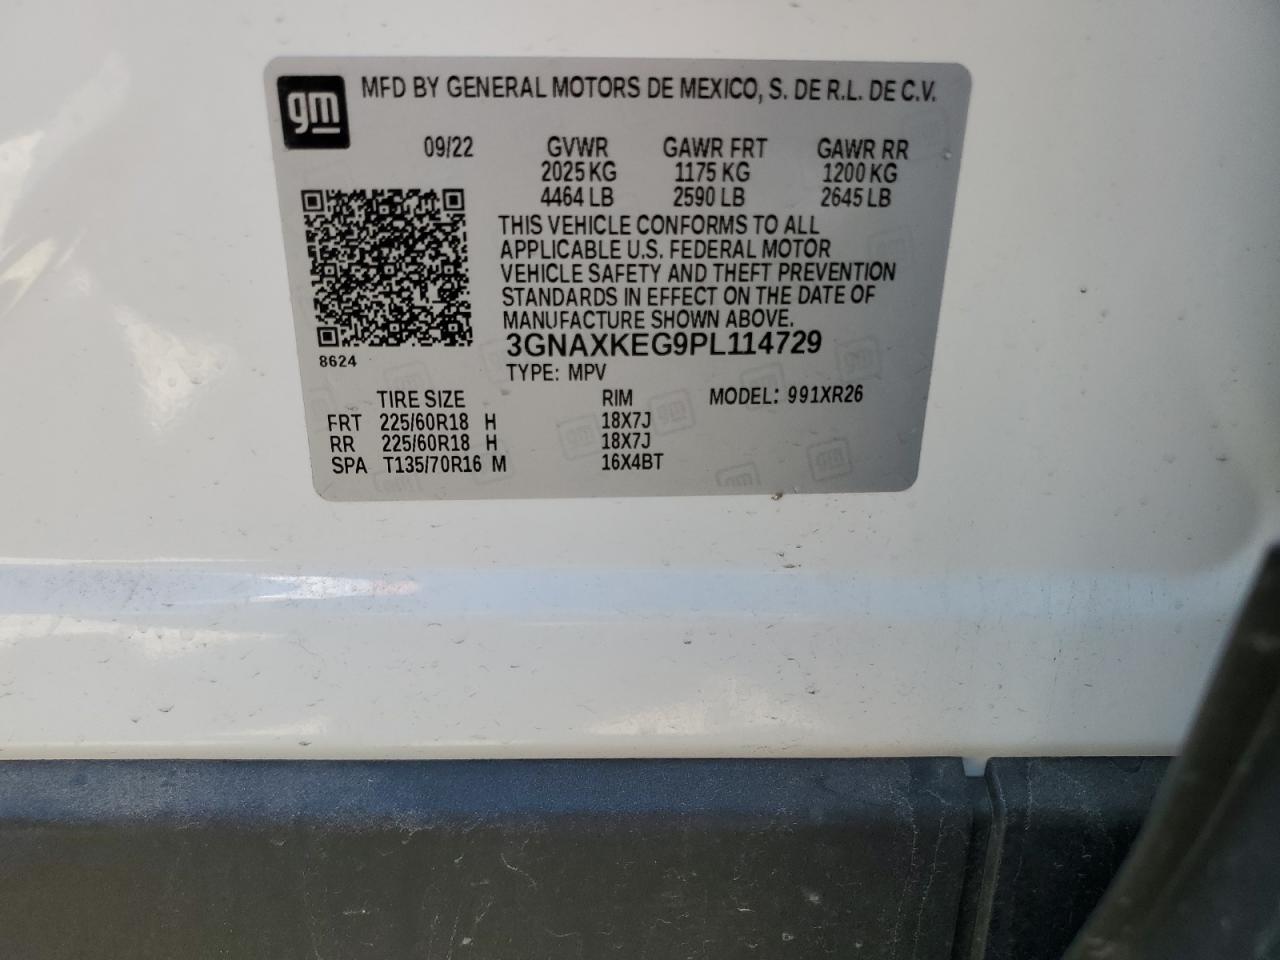 gm
MFD BY GENERAL MOTORS DE MEXICO, S. DE R.L. DE C.V.
09/22 GVWR GAWR FRT GAWR RR
2025 KG 1175 KG 1200 KG
4464 LB 2590 LB 2645 LB
THIS VEHICLE CONFORMS TO ALL
APPLICABLE U.S. FEDERAL MOTOR
VEHICLE SAFETY AND THEFT PREVENTION
STANDARDS IN EFFECT ON THE DATE OF
MANUFACTURE SHOWN ABOVE.
3GNAXKEG9PL114729
8624
TYPE: MPV
TIRE SIZE RIM MODEL: 991XR26
FRT 225/60R18 H 18X7J
RR 225/60R18 H 18X7J
SPA T135/70R16 M 16X4BT